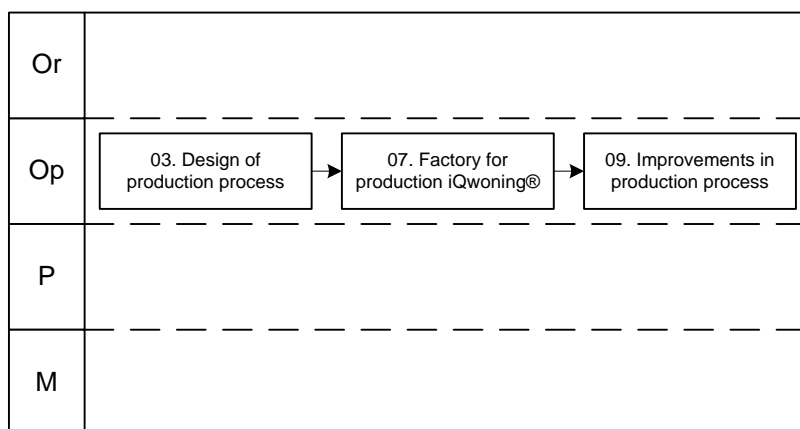 Or
Op
03. Design of
production process
07. Factory for
production iQwoning®
09. Improvements in
production process
P
M